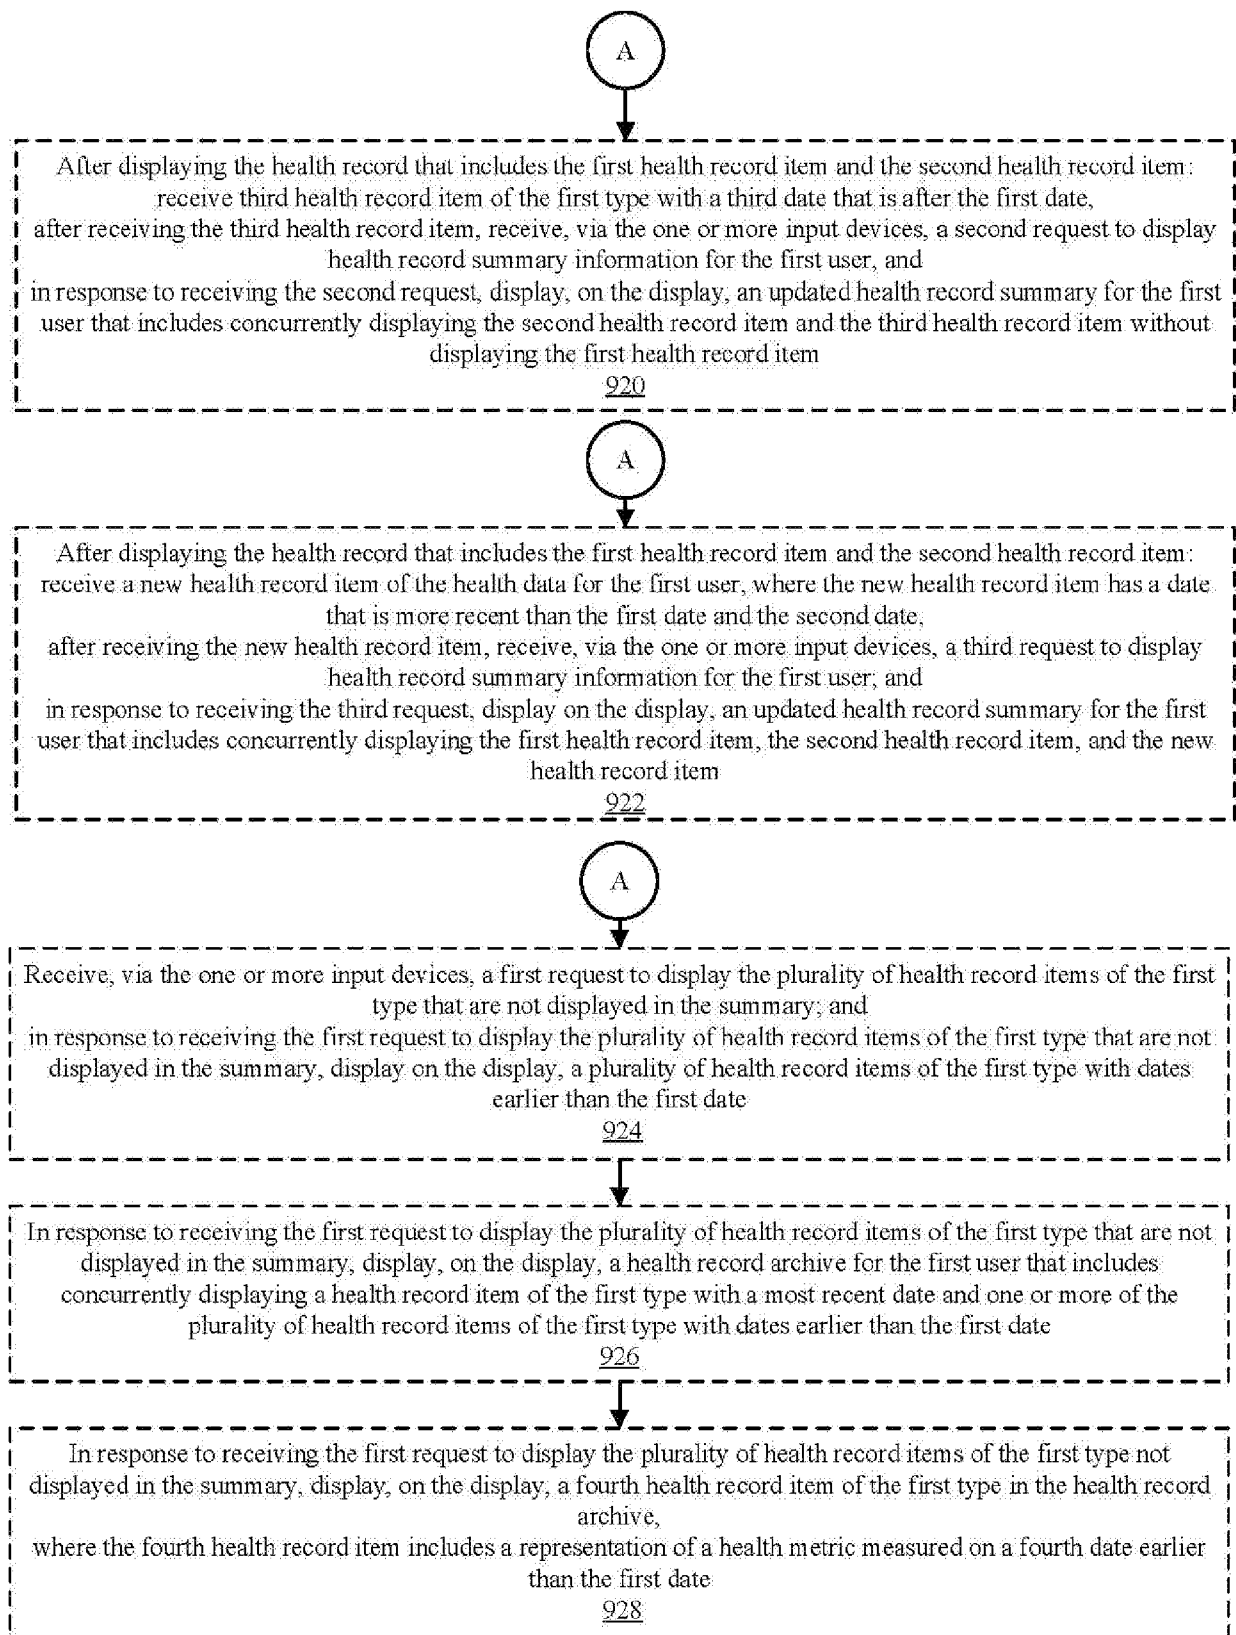 A
After displaying the health record that includes the first health record item and the second health record item:
receive third health record item of the first type with a third date that is after the first date,
after receiving the third health record item, receive, via the one or more input devices, a second request to display
health record summary information for the first user, and
in response to receiving the second request, display, on the display, an updated health record summary for the first
user that includes concurrently displaying the second health record item and the third health record item without
displaying the first health record item
920
A
After displaying the health record that includes the first health record item and the second health record item:
receive a new health record item of the health data for the first user, where the new health record item has a date
that is more recent than the first date and the second date,
after receiving the new health record item, receive, via the one or more input devices, a third request to display
health record summary information for the first user; and
in response to receiving the third request, display on the display, an updated health record summary for the first
user that includes concurrently displaying the first health record item, the second health record item, and the new
health record item
922
A
Receive, via the one or more input devices, a first request to display the plurality of health record items of the first
type that are not displayed in the summary; and
in response to receiving the first request to display the plurality of health record items of the first type that are not
displayed in the summary, display on the display, a plurality of health record items of the first type with dates
earlier than the first date
924
In response to receiving the first request to display the plurality of health record items of the first type that are not
displayed in the summary, display, on the display, a health record archive for the first user that includes
concurrently displaying a health record item of the first type with a most recent date and one or more of the
plurality of health record items of the first type with dates earlier than the first date
926
In response to receiving the first request to display the plurality of health record items of the first type not
displayed in the summary, display, on the display, a fourth health record item of the first type in the health record
archive,
where the fourth health record item includes a representation of a health metric measured on a fourth date earlier
than the first date
928